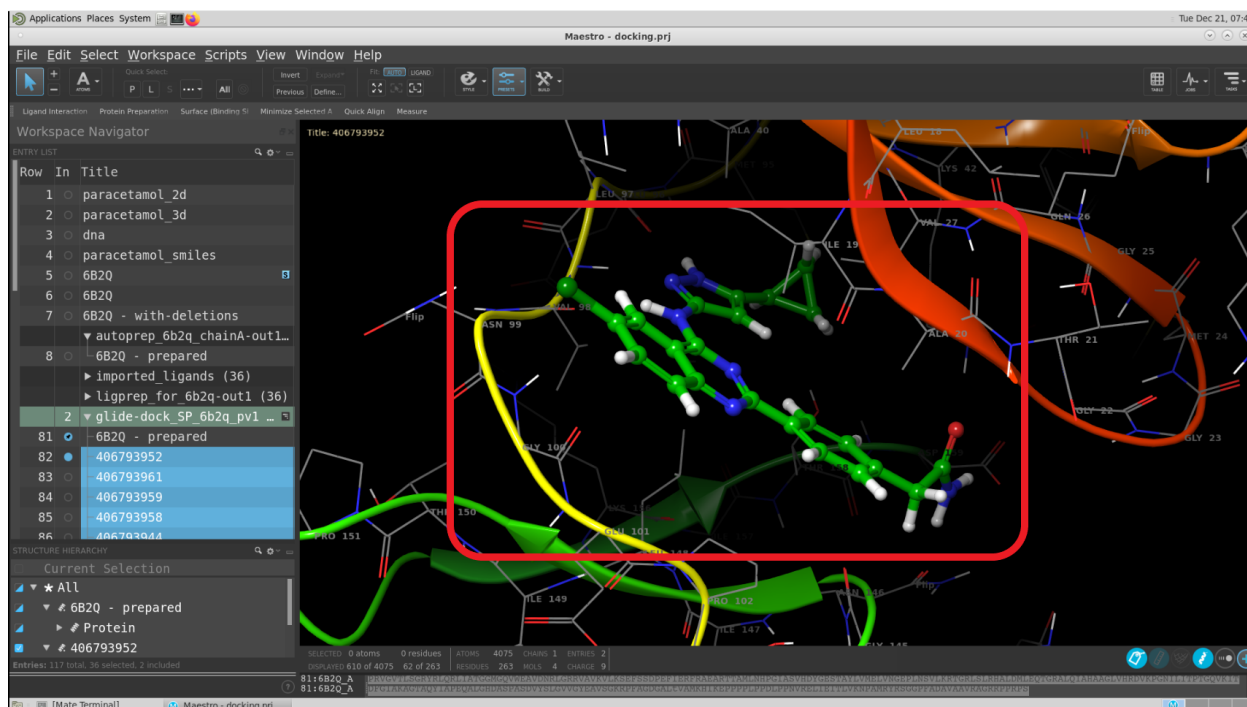 Applications Places System
Tue Dec 21, 07:4
Maestro - docking.prj
File Edit Select Workspace Scripts View Window Help
Quick Select:
P L S All
ATOMS
Invert Expand*
Previous Define...
Fit: AUTO LIGAND
STYLE PRESETS BUILD
TABLE JOBS TASKS
Ligand Interaction Protein Preparation Surface (Binding Si Minimize Selected A Quick Align Measure
Workspace Navigator
ENTRY LIST
Row In Title
1 paracetamol_2d
2 paracetamol_3d
3 dna
4 paracetamol_smiles
5 6B2Q S
6 6B2Q
7 6B2Q - with-deletions
autoprep_6b2q_chainA-out1…
8 6B2Q - prepared
imported_ligands (36)
ligprep_for_6b2q-out1 (36)
2 glide-dock_SP_6b2q_pv1 …
81 6B2Q - prepared
82 406793952
83 406793961
84 406793959
85 406793958
86 406793944
STRUCTURE HIERARCHY
Current Selection
All
6B2Q - prepared
Protein
406793952
Entries: 117 total, 36 selected, 2 included
Title: 406793952
ALA 40
LEU 97
LYS 42
Flip
VAL 27
GLN 26
ILE 19
GLY 25
Flip
ASN 99
ALA 20
THR 21
GLY 22
GLY 23
GLY 100
THR 150
PRO 151
GLU 101
ILE 149
PRO 102
ILE 147
Flip
SELECTED 0 atoms 0 residues ATOMS 4075 CHAINS 1 ENTRIES 2
DISPLAYED 610 of 4075 62 of 263 RESIDUES 263 MOLS 4 CHARGE 9
81:6B2Q_A
81:6B2Q_A
[Mate Terminal] Maestro - docking.prj